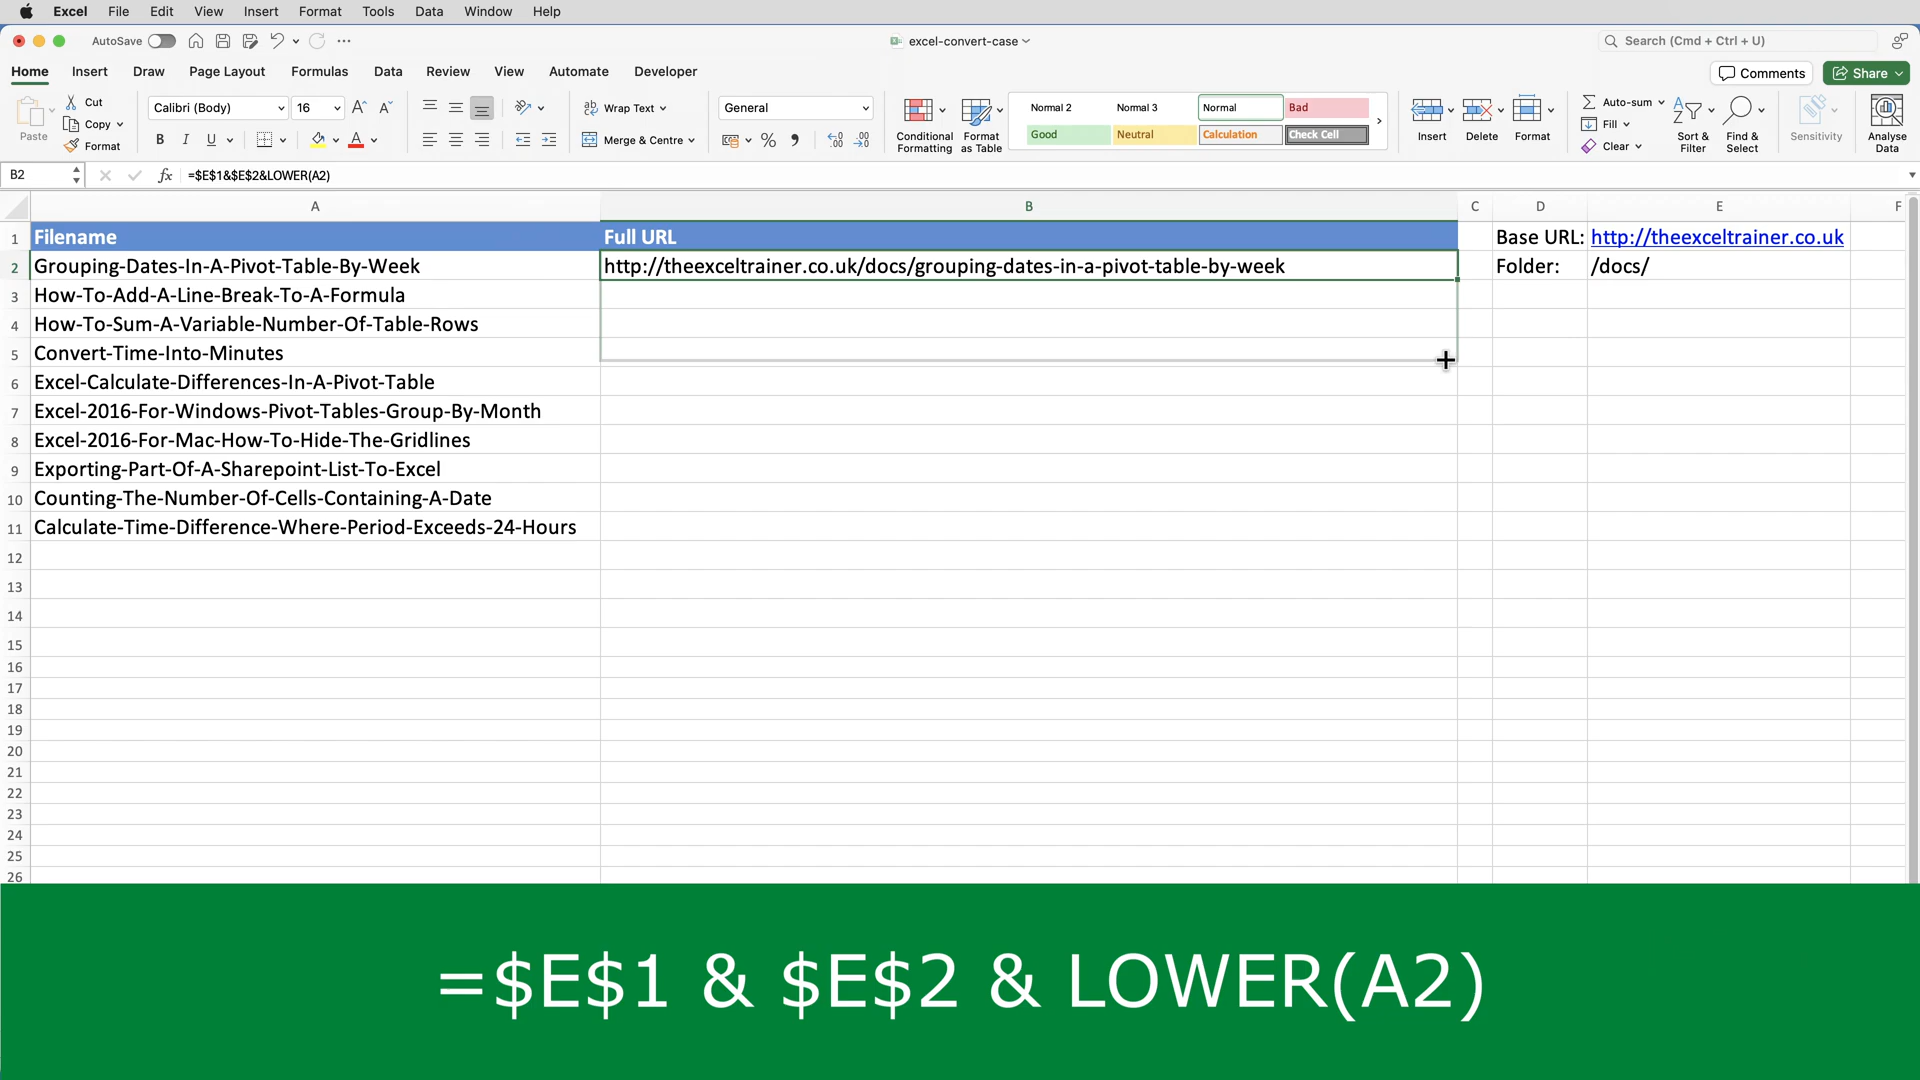 Excel File Edit View Insert Format Tools Data Window Help
AutoSave excel-convert-case Search (Cmd + Ctrl + U)
Home Insert Draw Page Layout Formulas Data Review View Automate Developer Comments Share
Paste Cut Copy Format
Calibri (Body) 16
B I U A
Wrap Text
Merge & Centre
General
Conditional Formatting
Format as Table
Normal 2 Normal 3 Normal Bad
Good Neutral Calculation Check Cell
Insert Delete Format
Auto-sum
Fill
Clear
Sort & Filter
Find & Select
Sensitivity
Analyse Data
B2 fx =$E$1&$E$2&LOWER(A2)
A B C D E F
1 Filename Full URL Base URL: http://theexceltrainer.co.uk
2 Grouping-Dates-In-A-Pivot-Table-By-Week http://theexceltrainer.co.uk/docs/grouping-dates-in-a-pivot-table-by-week Folder: /docs/
3 How-To-Add-A-Line-Break-To-A-Formula
4 How-To-Sum-A-Variable-Number-Of-Table-Rows
5 Convert-Time-Into-Minutes
6 Excel-Calculate-Differences-In-A-Pivot-Table
7 Excel-2016-For-Windows-Pivot-Tables-Group-By-Month
8 Excel-2016-For-Mac-How-To-Hide-The-Gridlines
9 Exporting-Part-Of-A-Sharepoint-List-To-Excel
10 Counting-The-Number-Of-Cells-Containing-A-Date
11 Calculate-Time-Difference-Where-Period-Exceeds-24-Hours
12
13
14
15
16
17
18
19
20
21
22
23
24
25
26
=$E$1 & $E$2 & LOWER(A2)